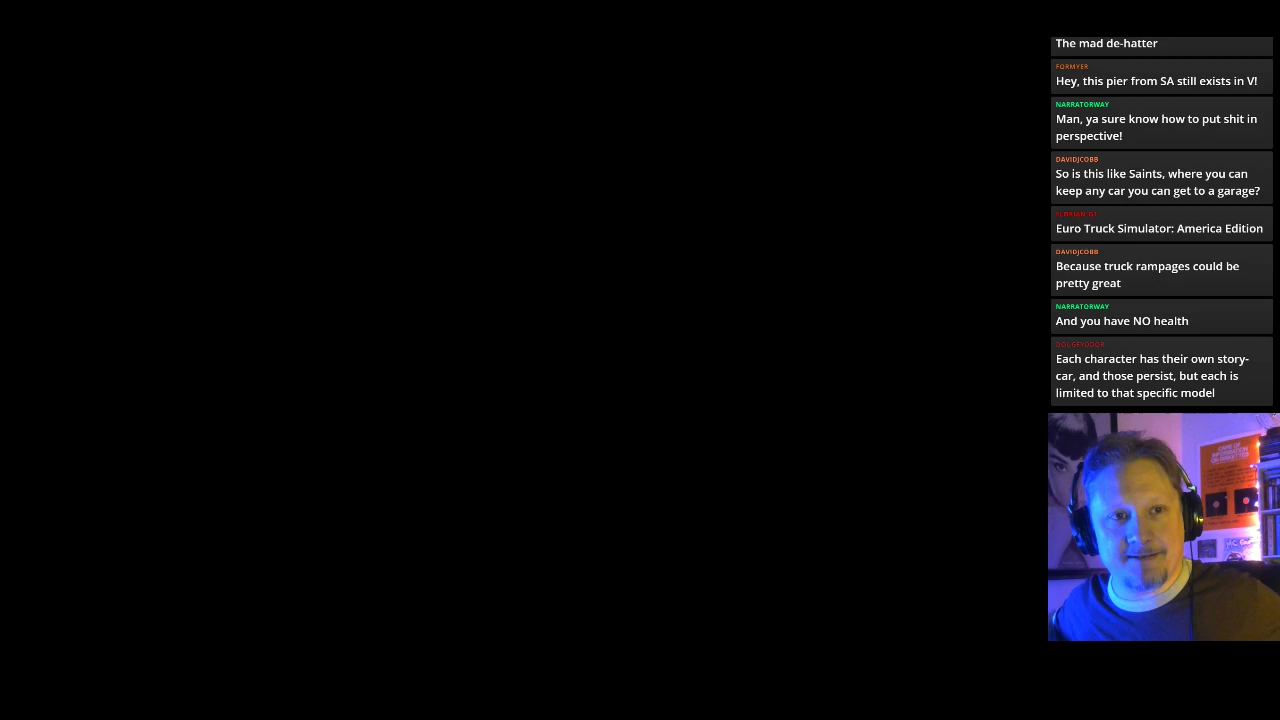 The mad de-hatter
FORMYER
Hey, this pier from SA still exists in V!
NARRATORWAY
Man, ya sure know how to put shit in
perspective!
DAVIDJCOBB
So is this like Saints, where you can
keep any car you can get to a garage?
Euro Truck Simulator: America Edition
DAVIDJCOBB
Because truck rampages could be
pretty great
NARRATORWAY
And you have NO health
Each character has their own story-
car, and those persist, but each is
limited to that specific model